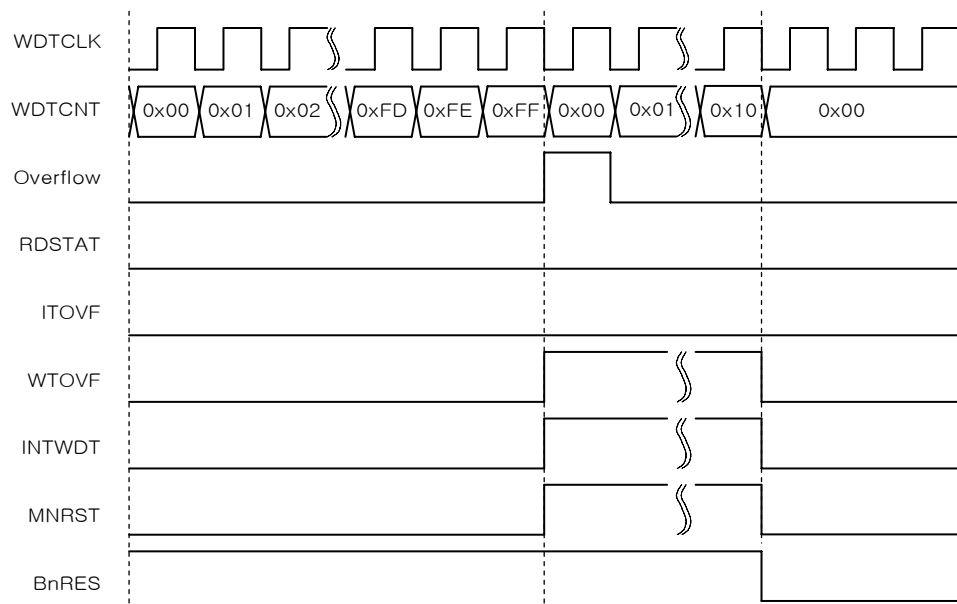 WDTCLK
WDTCNT 0x00 0x01 0x02 0xFD 0xFE 0xFF 0x00 0x01 0x10 0x00
Overflow
RDSTAT
ITOVF
WTOVF
INTWDT
MNRST
BnRES